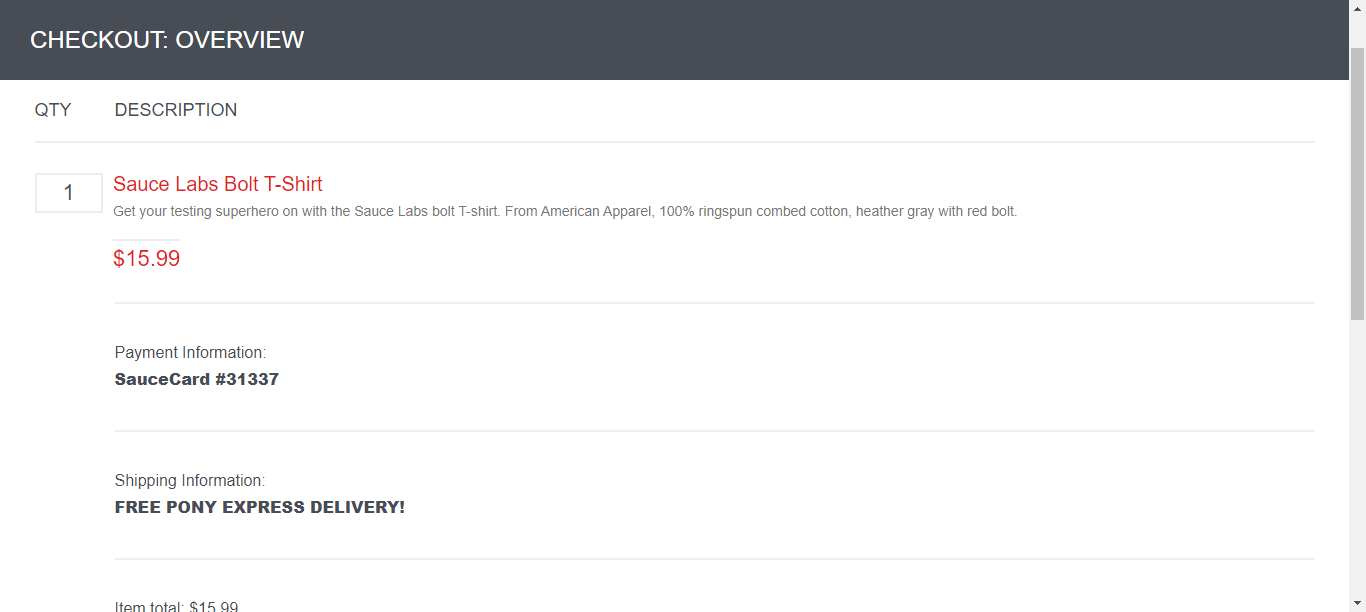 CHECKOUT: OVERVIEW
QTY DESCRIPTION
1 Sauce Labs Bolt T-Shirt
Get your testing superhero on with the Sauce Labs bolt T-shirt. From American Apparel, 100% ringspun combed cotton, heather gray with red bolt.
$15.99
Payment Information:
SauceCard #31337
Shipping Information:
FREE PONY EXPRESS DELIVERY!
Item total: $15.99